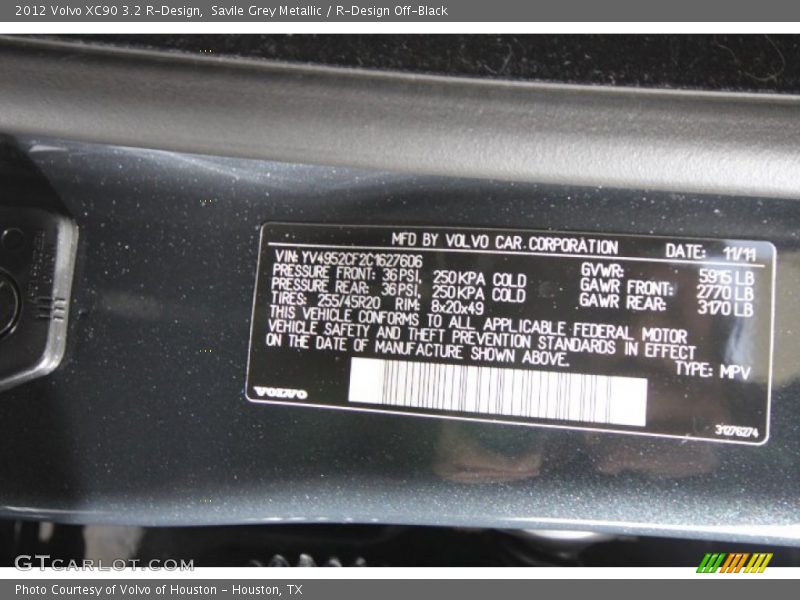 2012 Volvo XC90 3.2 R-Design, Savile Grey Metallic / R-Design Off-Black
MFD BY VOLVO CAR CORPORATION DATE: 11/11
VIN: YV4952CF2C1627606
PRESSURE FRONT: 36 PSI, 250 KPA COLD
PRESSURE REAR: 36 PSI, 250 KPA COLD
TIRES: 255/45R20 RIM: 8x20x49
GVWR: 5915 LB
GAWR FRONT: 2770 LB
GAWR REAR: 3170 LB
THIS VEHICLE CONFORMS TO ALL APPLICABLE FEDERAL MOTOR
VEHICLE SAFETY AND THEFT PREVENTION STANDARDS IN EFFECT
ON THE DATE OF MANUFACTURE SHOWN ABOVE.
TYPE: MPV
VOLVO
31276274
GTCARLOT.COM
Photo Courtesy of Volvo of Houston - Houston, TX